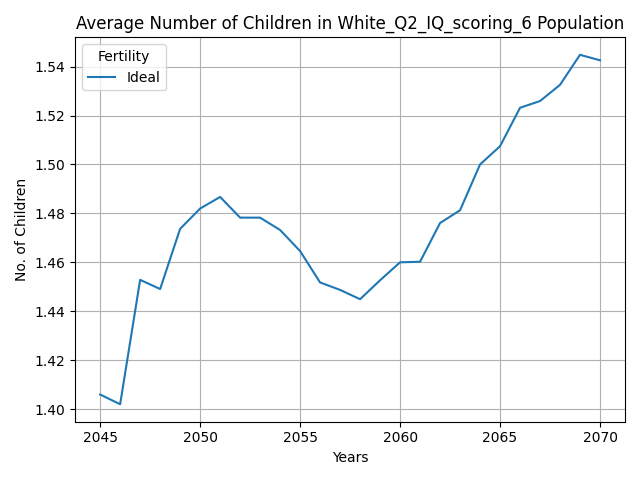 Average Number of Children in White_Q2_IQ_scoring_6 Population
Fertility
Ideal
No. of Children
1.54
1.52
1.50
1.48
1.46
1.44
1.42
1.40
2045 2050 2055 2060 2065 2070
Years